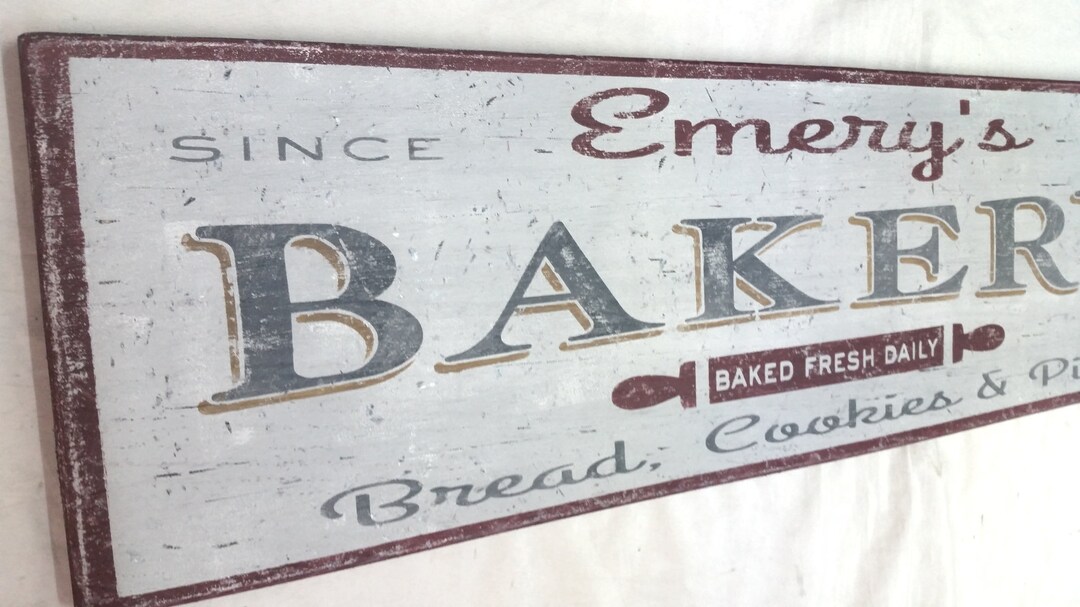 SINCE Emery's
BAKER
BAKED FRESH DAILY
Bread, Cookies & Pi